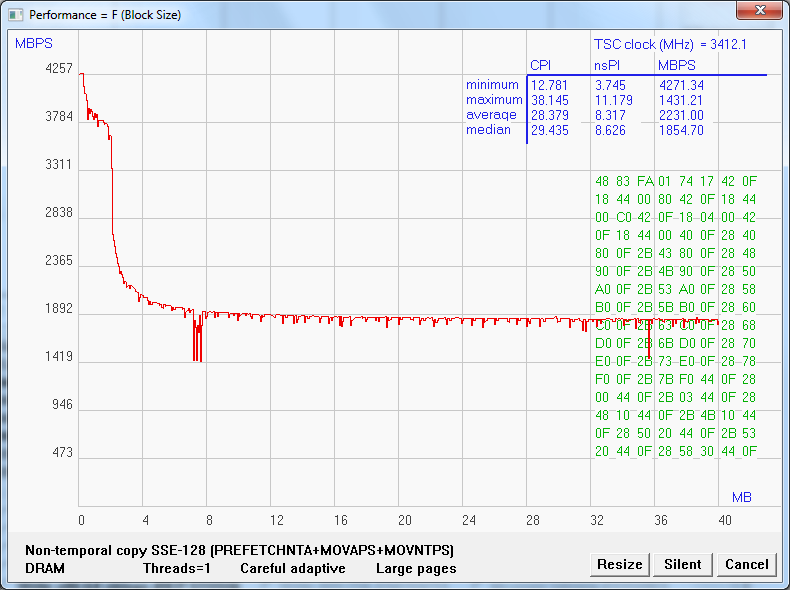 Performance = F (Block Size)
MBPS
TSC clock (MHz) = 3412.1
CPI nsPI MBPS
minimum 12.781 3.745 4271.34
maximum 38.145 11.179 1431.21
average 28.379 8.317 2231.00
median 29.435 8.626 1854.70
4257
3784
3311
2838
2365
1892
1419
946
473
48 83 FA 01 74 17 42 0F
18 44 00 80 42 0F 18 44
00 C0 42 0F 18 04 00 42
0F 18 44 00 40 0F 28 40
80 0F 2B 43 80 0F 28 48
90 0F 2B 4B 90 0F 28 50
A0 0F 2B 53 A0 0F 28 58
B0 0F 2B 5B B0 0F 28 60
C0 0F 2B 63 C0 0F 28 68
D0 0F 2B 6B D0 0F 28 70
E0 0F 2B 73 E0 0F 28 78
F0 0F 2B 7B F0 44 0F 28
00 44 0F 2B 03 44 0F 28
48 10 44 0F 2B 4B 10 44
0F 28 50 20 44 0F 2B 53
20 44 0F 28 58 30 44 0F
MB
0 4 8 12 16 20 24 28 32 36 40
Non-temporal copy SSE-128 (PREFETCHNTA+MOVAPS+MOVNTPS)
DRAM Threads=1 Careful adaptive Large pages
Resize Silent Cancel